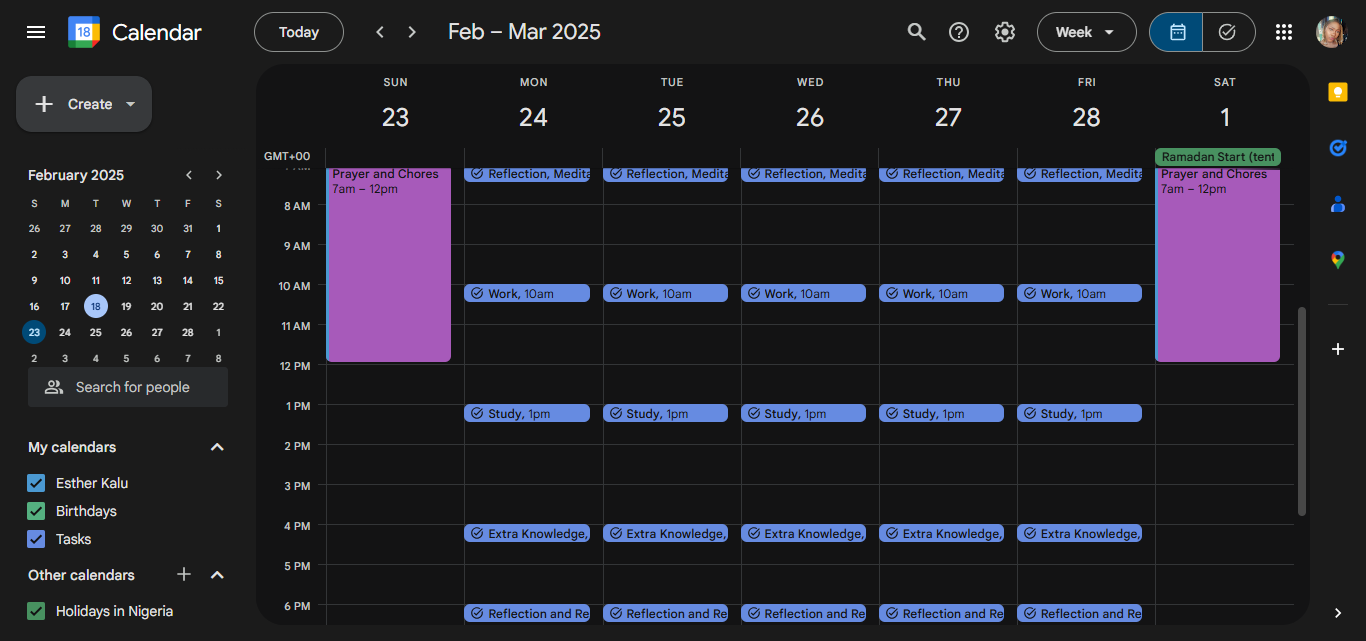 18 Calendar Today Feb – Mar 2025 Week
Create
February 2025
S M T W T F S
26 27 28 29 30 31 1
2 3 4 5 6 7 8
9 10 11 12 13 14 15
16 17 18 19 20 21 22
23 24 25 26 27 28 1
2 3 4 5 6 7 8
Search for people
My calendars
Esther Kalu
Birthdays
Tasks
Other calendars
Holidays in Nigeria
SUN MON TUE WED THU FRI SAT
23 24 25 26 27 28 1
GMT+00 Ramadan Start (tent
Prayer and Chores Reflection, Medita Reflection, Medita Reflection, Medita Reflection, Medita Reflection, Medita Prayer and Chores
7am – 12pm 7am – 12pm
8 AM
9 AM
10 AM Work, 10am Work, 10am Work, 10am Work, 10am Work, 10am
11 AM
12 PM
1 PM Study, 1pm Study, 1pm Study, 1pm Study, 1pm Study, 1pm
2 PM
3 PM
4 PM Extra Knowledge, Extra Knowledge, Extra Knowledge, Extra Knowledge, Extra Knowledge,
5 PM
6 PM Reflection and Re Reflection and Re Reflection and Re Reflection and Re Reflection and Re